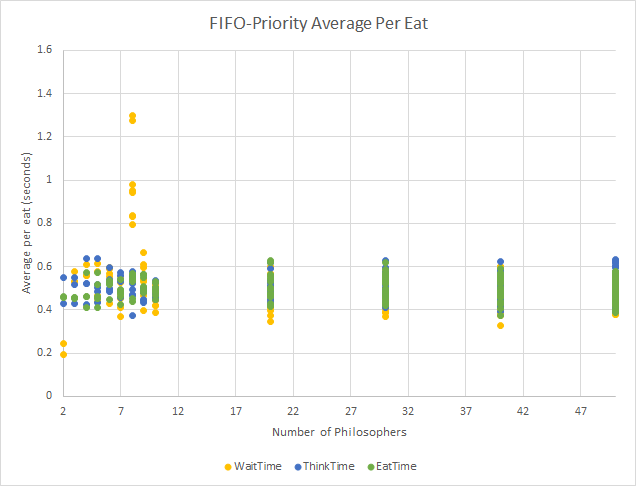 FIFO-Priority Average Per Eat
1.6
1.4
1.2
1
0.8
0.6
0.4
0.2
0
Average per eat (seconds)
2 7 12 17 22 27 32 37 42 47
Number of Philosophers
WaitTime ThinkTime EatTime